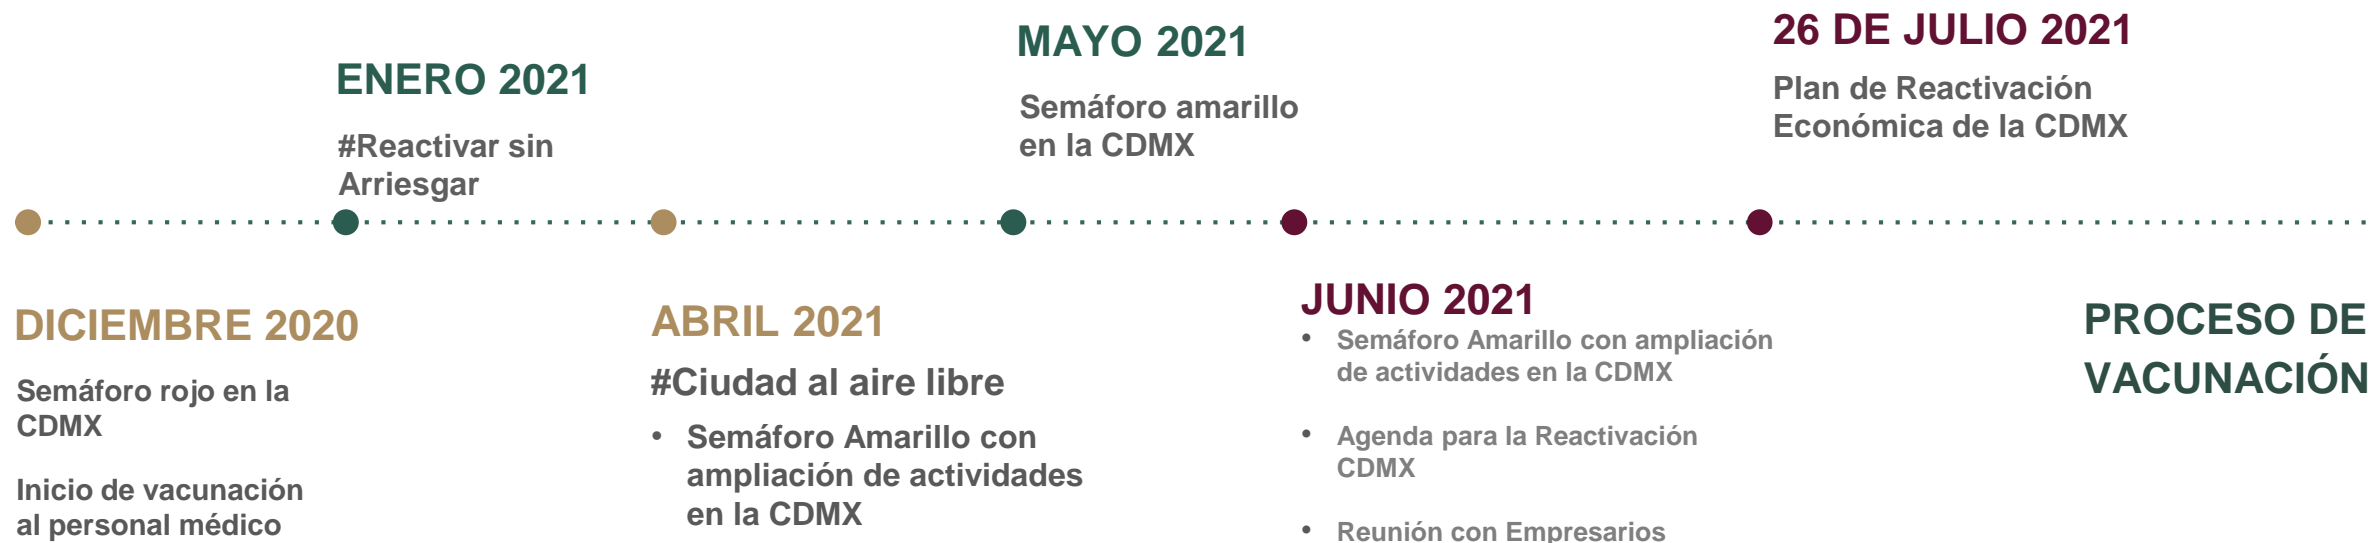 ENERO 2021
#Reactivar sin
Arriesgar
MAYO 2021
Semáforo amarillo
en la CDMX
26 DE JULIO 2021
Plan de Reactivación
Económica de la CDMX
DICIEMBRE 2020
Semáforo rojo en la
CDMX
Inicio de vacunación
al personal médico
ABRIL 2021
#Ciudad al aire libre
• Semáforo Amarillo con
ampliación de actividades
en la CDMX
JUNIO 2021
• Semáforo Amarillo con ampliación
de actividades en la CDMX
• Agenda para la Reactivación
CDMX
• Reunión con Empresarios
PROCESO DE
VACUNACIÓN